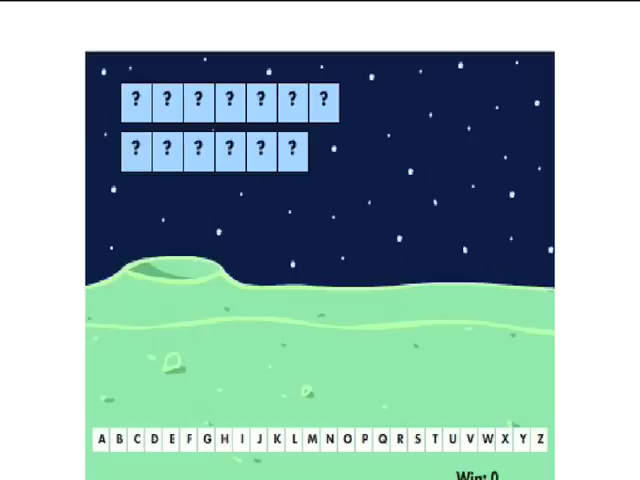 ? ? ? ? ? ? ?
? ? ? ? ? ?
A B C D E F G H I J K L M N O P Q R S T U V W X Y Z
Win: 0